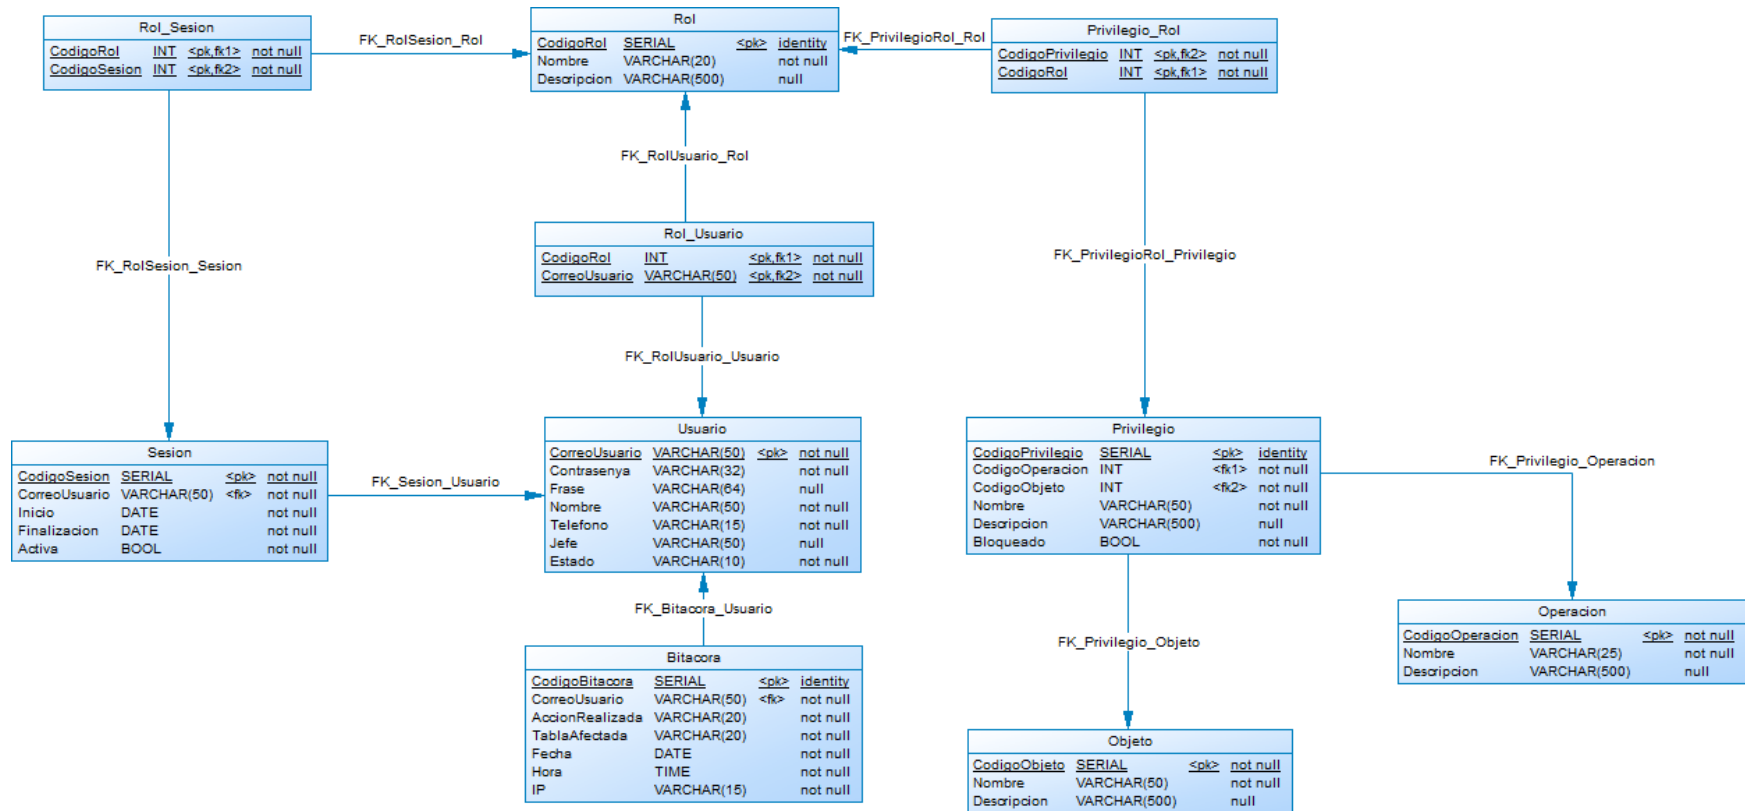 Rol_Sesion
CodigoRol INT <pk,fk1> not null
CodigoSesion INT <pk,fk2> not null
FK_RolSesion_Rol
Rol
CodigoRol SERIAL <pk> identity
Nombre VARCHAR(20) not null
Descripcion VARCHAR(500) null
FK_PrivilegioRol_Rol
Privilegio_Rol
CodigoPrivilegio INT <pk,fk2> not null
CodigoRol INT <pk,fk1> not null
FK_RolUsuario_Rol
Rol_Usuario
CodigoRol INT <pk,fk1> not null
CorreoUsuario VARCHAR(50) <pk,fk2> not null
FK_RolSesion_Sesion
FK_PrivilegioRol_Privilegio
FK_RolUsuario_Usuario
Sesion
CodigoSesion SERIAL <pk> not null
CorreoUsuario VARCHAR(50) <fk> not null
Inicio DATE not null
Finalizacion DATE not null
Activa BOOL not null
FK_Sesion_Usuario
Usuario
CorreoUsuario VARCHAR(50) <pk> not null
Contrasenya VARCHAR(32) not null
Frase VARCHAR(64) null
Nombre VARCHAR(50) not null
Telefono VARCHAR(15) not null
Jefe VARCHAR(50) null
Estado VARCHAR(10) not null
Privilegio
CodigoPrivilegio SERIAL <pk> identity
CodigoOperacion INT <fk1> not null
CodigoObjeto INT <fk2> not null
Nombre VARCHAR(50) not null
Descripcion VARCHAR(500) null
Bloqueado BOOL not null
FK_Privilegio_Operacion
FK_Bitacora_Usuario
Bitacora
CodigoBitacora SERIAL <pk> identity
CorreoUsuario VARCHAR(50) <fk> not null
AccionRealizada VARCHAR(20) not null
TablaAfectada VARCHAR(20) not null
Fecha DATE not null
Hora TIME not null
IP VARCHAR(15) not null
FK_Privilegio_Objeto
Operacion
CodigoOperacion SERIAL <pk> not null
Nombre VARCHAR(25) not null
Descripcion VARCHAR(500) null
Objeto
CodigoObjeto SERIAL <pk> not null
Nombre VARCHAR(50) not null
Descripcion VARCHAR(500) null